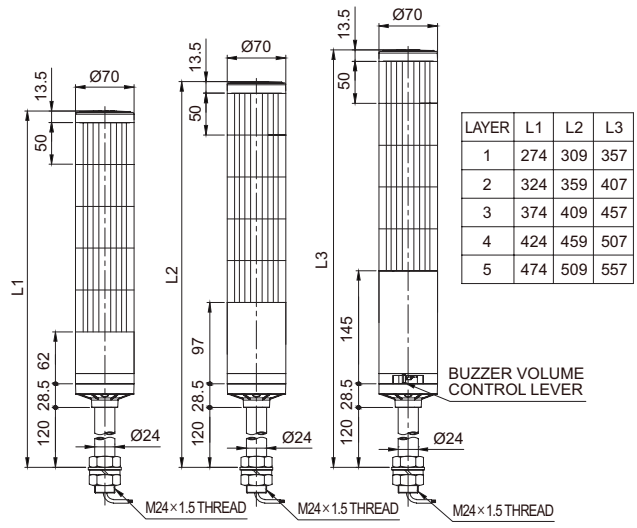 13.5
Ø70
50
L1
62
28.5
120
Ø24
M24×1.5 THREAD
13.5
Ø70
50
L2
97
28.5
120
Ø24
M24×1.5 THREAD
13.5
Ø70
50
L3
145
28.5
120
Ø24
M24×1.5 THREAD
BUZZER VOLUME
CONTROL LEVER
LAYER L1 L2 L3
1 274 309 357
2 324 359 407
3 374 409 457
4 424 459 507
5 474 509 557